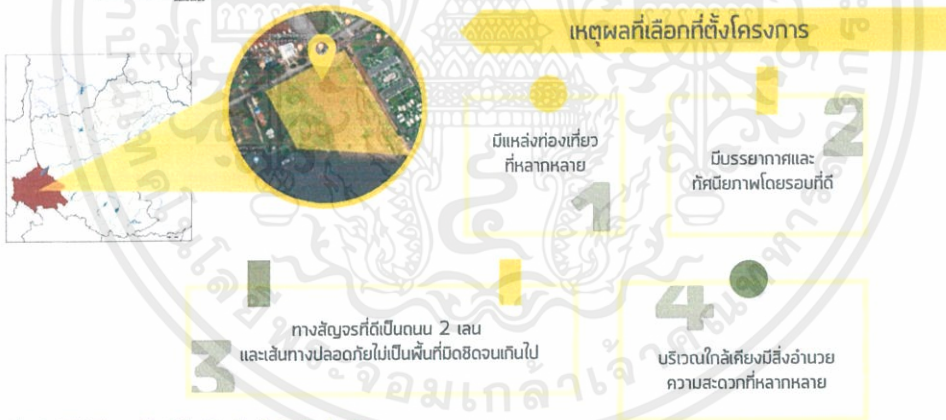 เหตุผลที่เลือกที่ตั้งโครงการ
มีแหล่งท่องเที่ยว
ที่หลากหลาย
1
2
มีบรรยากาศและ
ทัศนียภาพโดยรอบที่ดี
3
ทางสัญจรที่ดีเป็นถนน 2 เลน
และเส้นทางปลอดภัยไม่เป็นพื้นที่มิดชิดจนเกินไป
4
บริเวณใกล้เคียงมีสิ่งอำนวย
ความสะดวกที่หลากหลาย